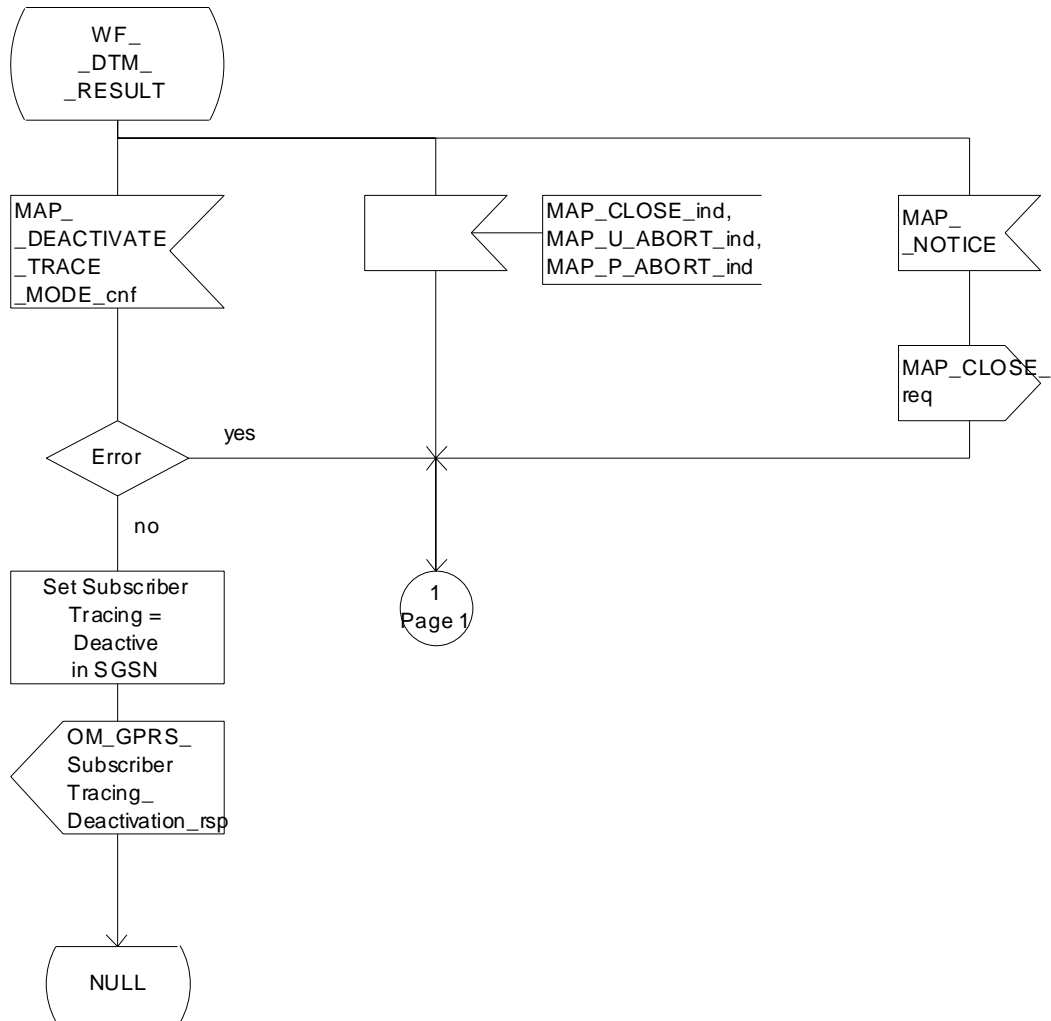 WF_
_DTM_
_RESULT
MAP_
_DEACTIVATE
_TRACE
_MODE_cnf
MAP_CLOSE_ind,
MAP_U_ABORT_ind,
MAP_P_ABORT_ind
MAP_
_NOTICE
MAP_CLOSE_
req
Error
yes
no
Set Subscriber
Tracing =
Deactive
in SGSN
1
Page 1
OM_GPRS_
Subscriber
Tracing_
Deactivation_rsp
NULL